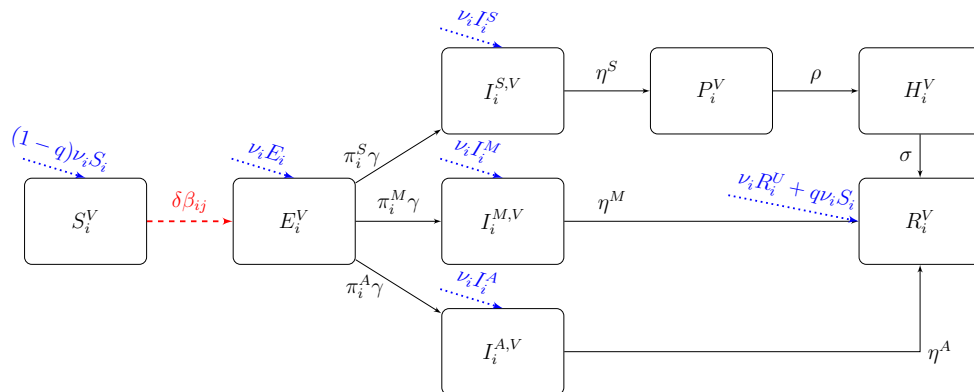 ν_i I_i^S
I_i^{S,V}
η^S
P_i^V
ρ
H_i^V
(1 − q)ν_i S_i
ν_i E_i
π_i^S γ
ν_i I_i^M
σ
ν_i R_i^U + qν_i S_i
S_i^V
δβ_{ij}
E_i^V
π_i^M γ
I_i^{M,V}
η^M
R_i^V
π_i^A γ
ν_i I_i^A
I_i^{A,V}
η^A